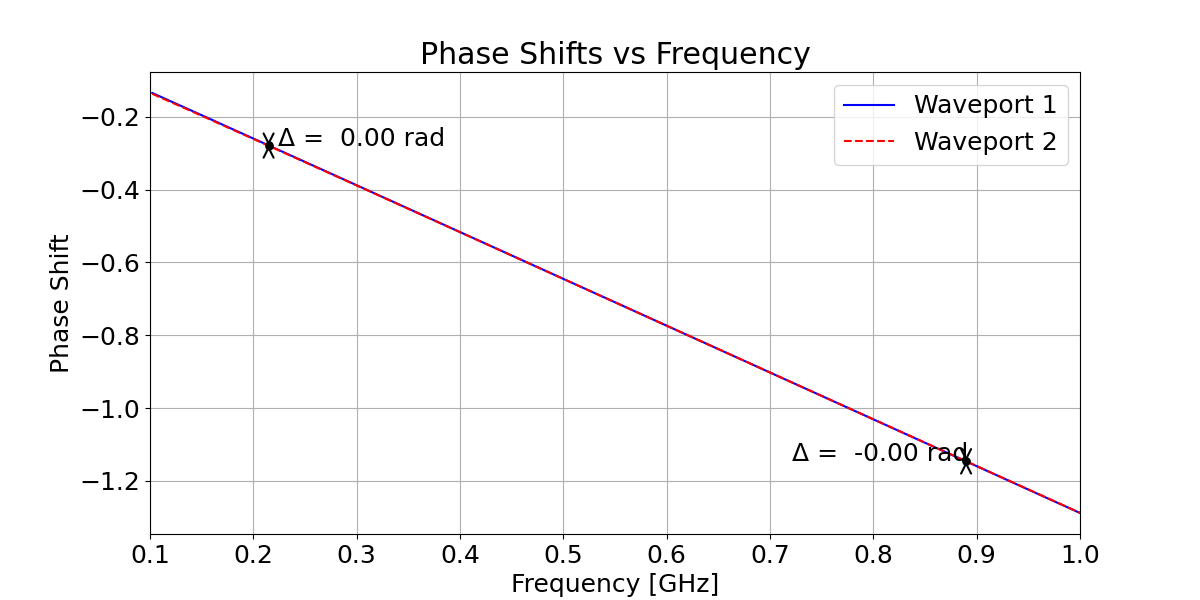 Phase Shifts vs Frequency
Waveport 1
Waveport 2
Δ =  0.00 rad
Δ =  -0.00 rad
Phase Shift
−0.2
−0.4
−0.6
−0.8
−1.0
−1.2
0.1 0.2 0.3 0.4 0.5 0.6 0.7 0.8 0.9 1.0
Frequency [GHz]